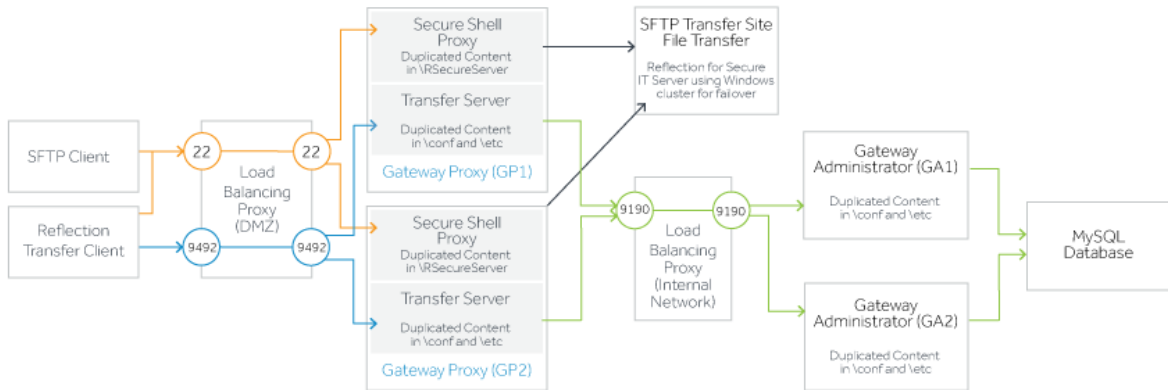 SFTP Client
Reflection
Transfer Client
22
22
Load
Balancing
Proxy
(DMZ)
9492
9492
Secure Shell
Proxy
Duplicated Content
in \RSecureServer
Transfer Server
Duplicated Content
in \conf and \etc
Gateway Proxy (GP1)
Secure Shell
Proxy
Duplicated Content
in \RSecureServer
Transfer Server
Duplicated Content
in \conf and \etc
Gateway Proxy (GP2)
SFTP Transfer Site
File Transfer
Reflection for Secure
IT Server using Windows
cluster for failover
9190
9190
Load
Balancing
Proxy
(Internal
Network)
Gateway
Administrator (GA1)
Duplicated Content
in \conf and \etc
Gateway
Administrator (GA2)
Duplicated Content
in \conf and \etc
MySQL
Database